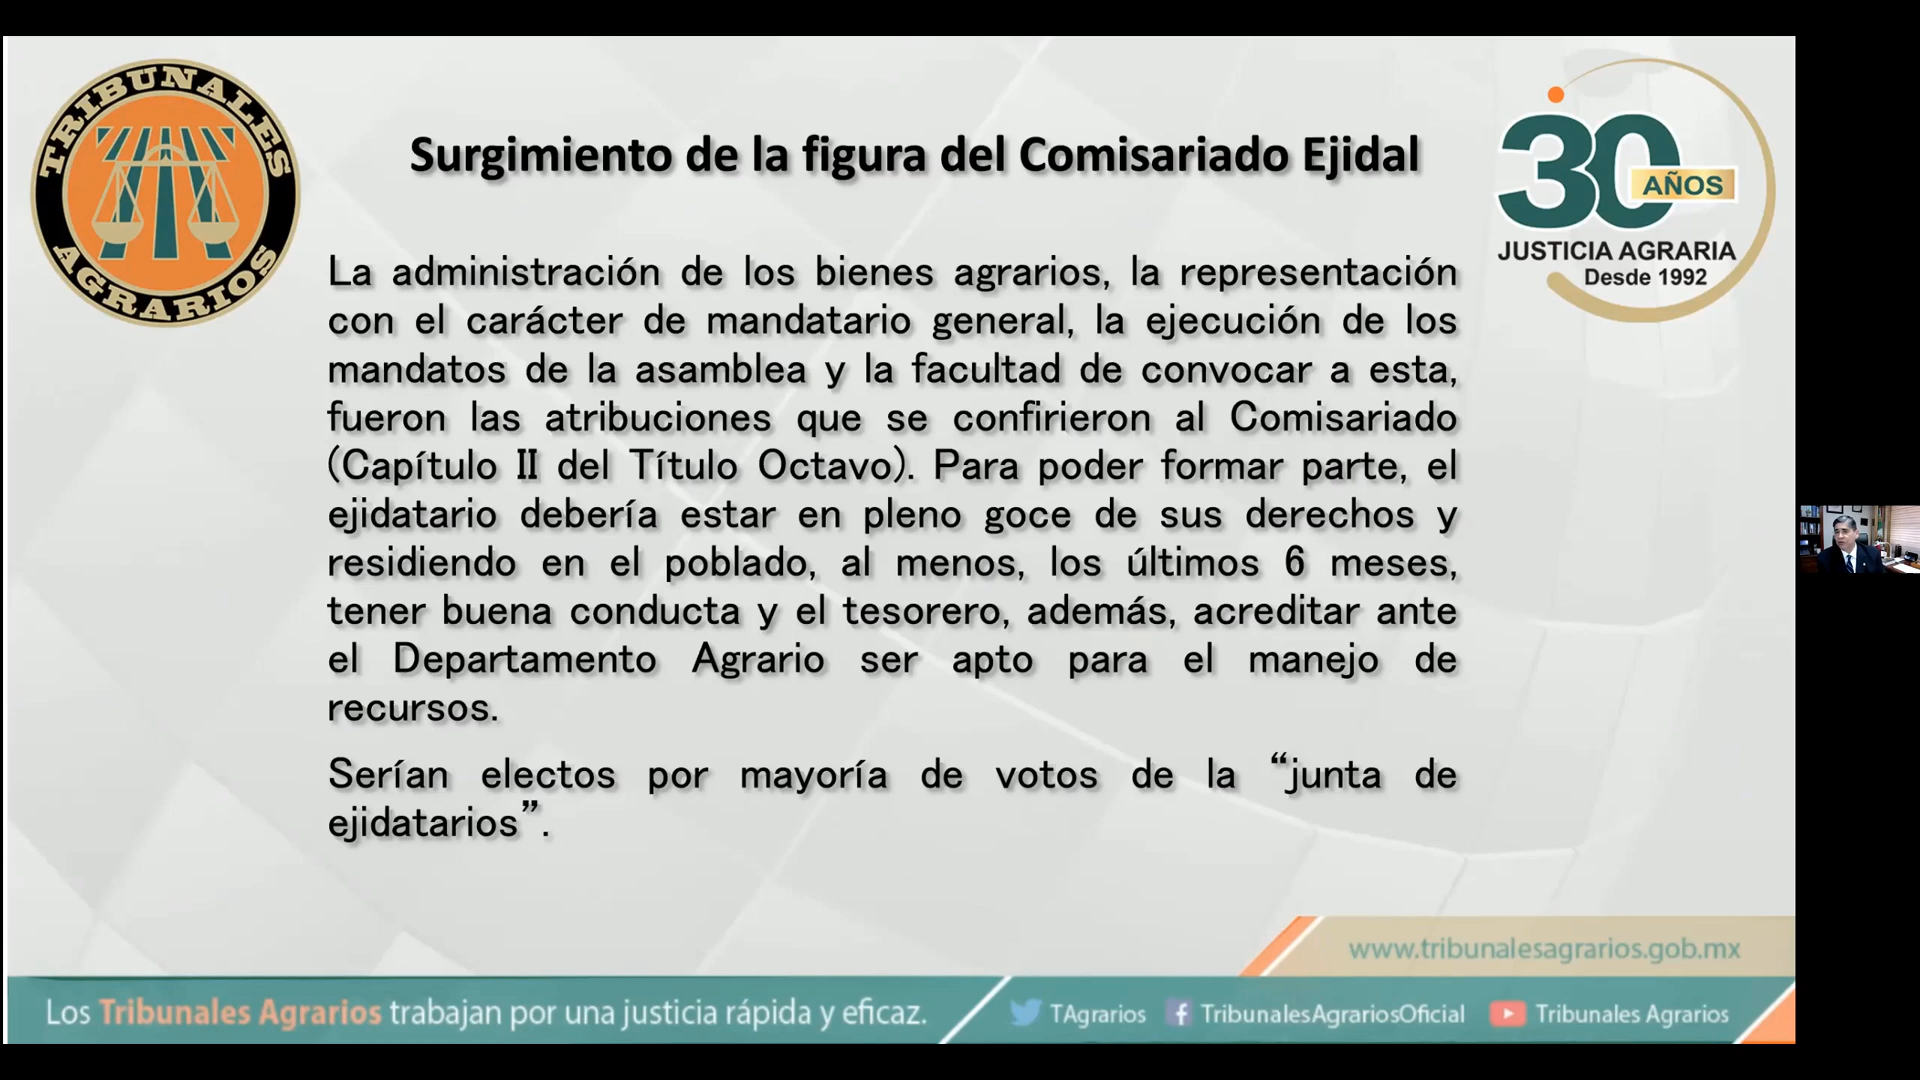 TRIBUNALES
AGRARIOS
Surgimiento de la figura del Comisariado Ejidal
30
AÑOS
JUSTICIA AGRARIA
Desde 1992
La administración de los bienes agrarios, la representación
con el carácter de mandatario general, la ejecución de los
mandatos de la asamblea y la facultad de convocar a esta,
fueron las atribuciones que se confirieron al Comisariado
(Capítulo II del Título Octavo). Para poder formar parte, el
ejidatario debería estar en pleno goce de sus derechos y
residiendo en el poblado, al menos, los últimos 6 meses,
tener buena conducta y el tesorero, además, acreditar ante
el Departamento Agrario ser apto para el manejo de
recursos.
Serían electos por mayoría de votos de la “junta de
ejidatarios”.
www.tribunalesagrarios.gob.mx
Los Tribunales Agrarios trabajan por una justicia rápida y eficaz.
TAgrarios
TribunalesAgrariosOficial
Tribunales Agrarios